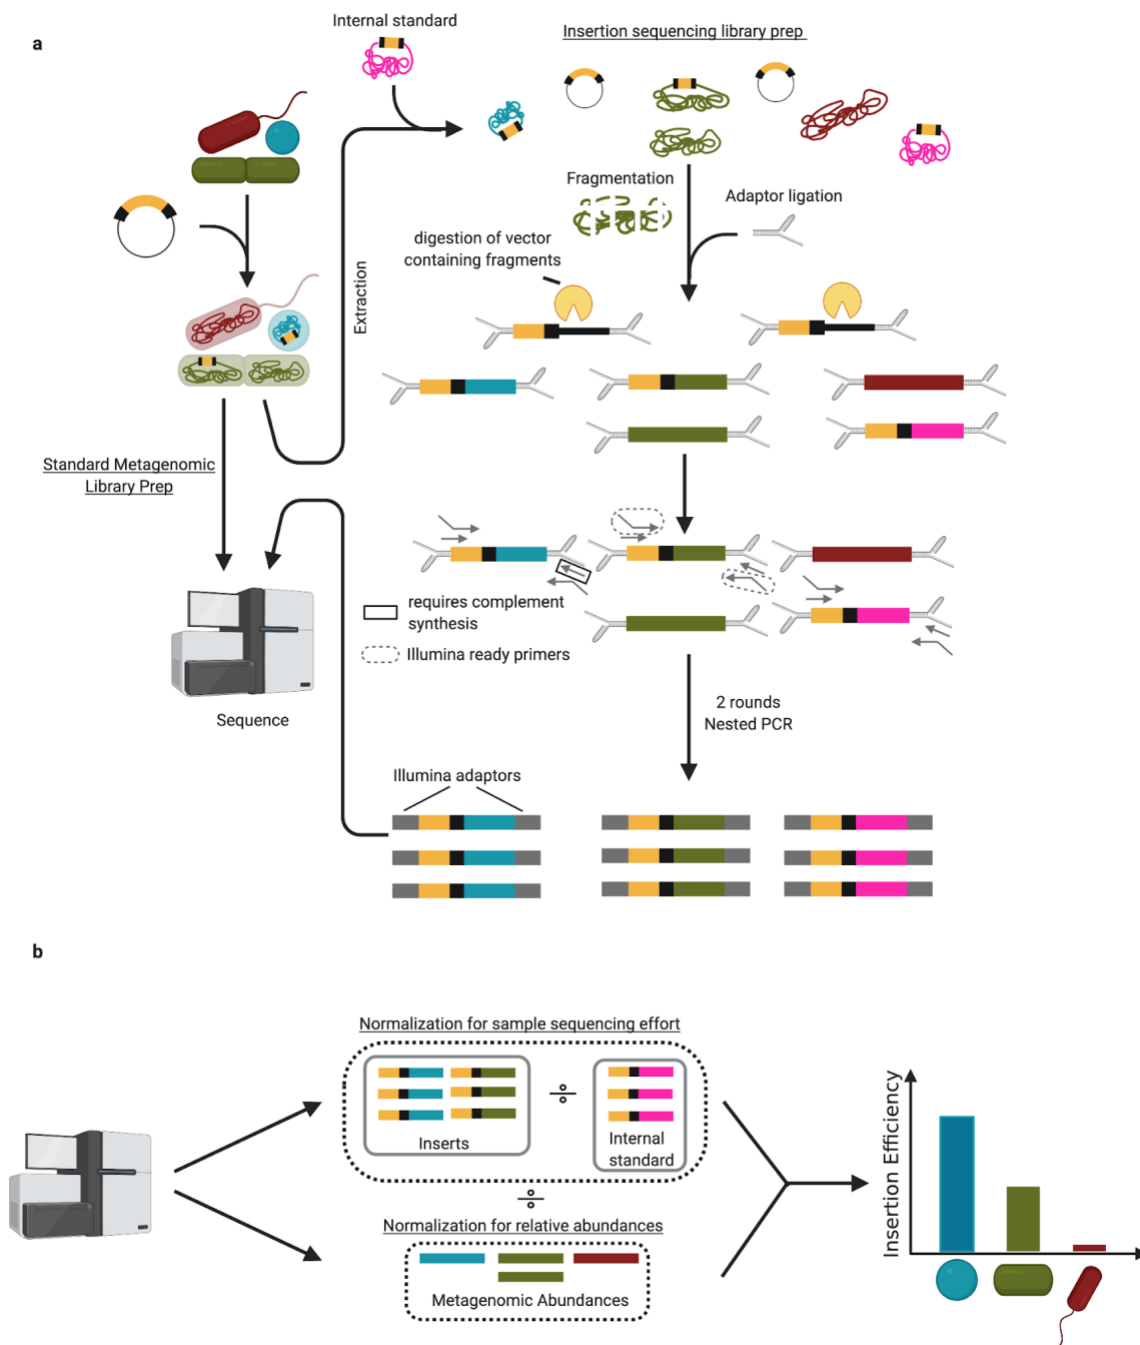 a
Internal standard
Insertion sequencing library prep
Fragmentation
Adaptor ligation
digestion of vector
containing fragments
Extraction
Standard Metagenomic
Library Prep
requires complement
synthesis
Illumina ready primers
Sequence
2 rounds
Nested PCR
Illumina adaptors
b
Normalization for sample sequencing effort
÷
Inserts
Internal
standard
÷
Normalization for relative abundances
Metagenomic Abundances
Insertion Efficiency